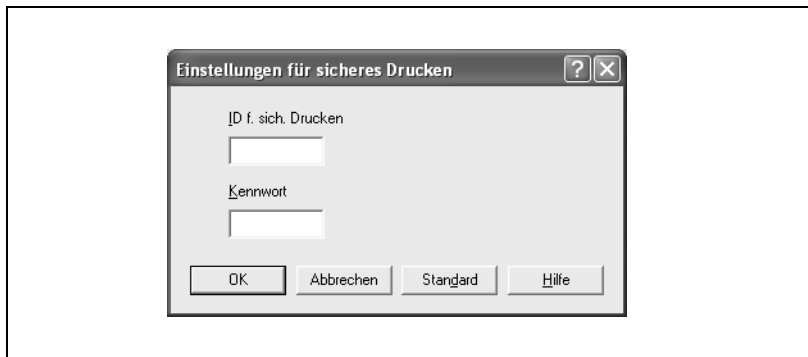 Einstellungen für sicheres Drucken
ID f. sich. Drucken
Kennwort
OK Abbrechen Standard Hilfe